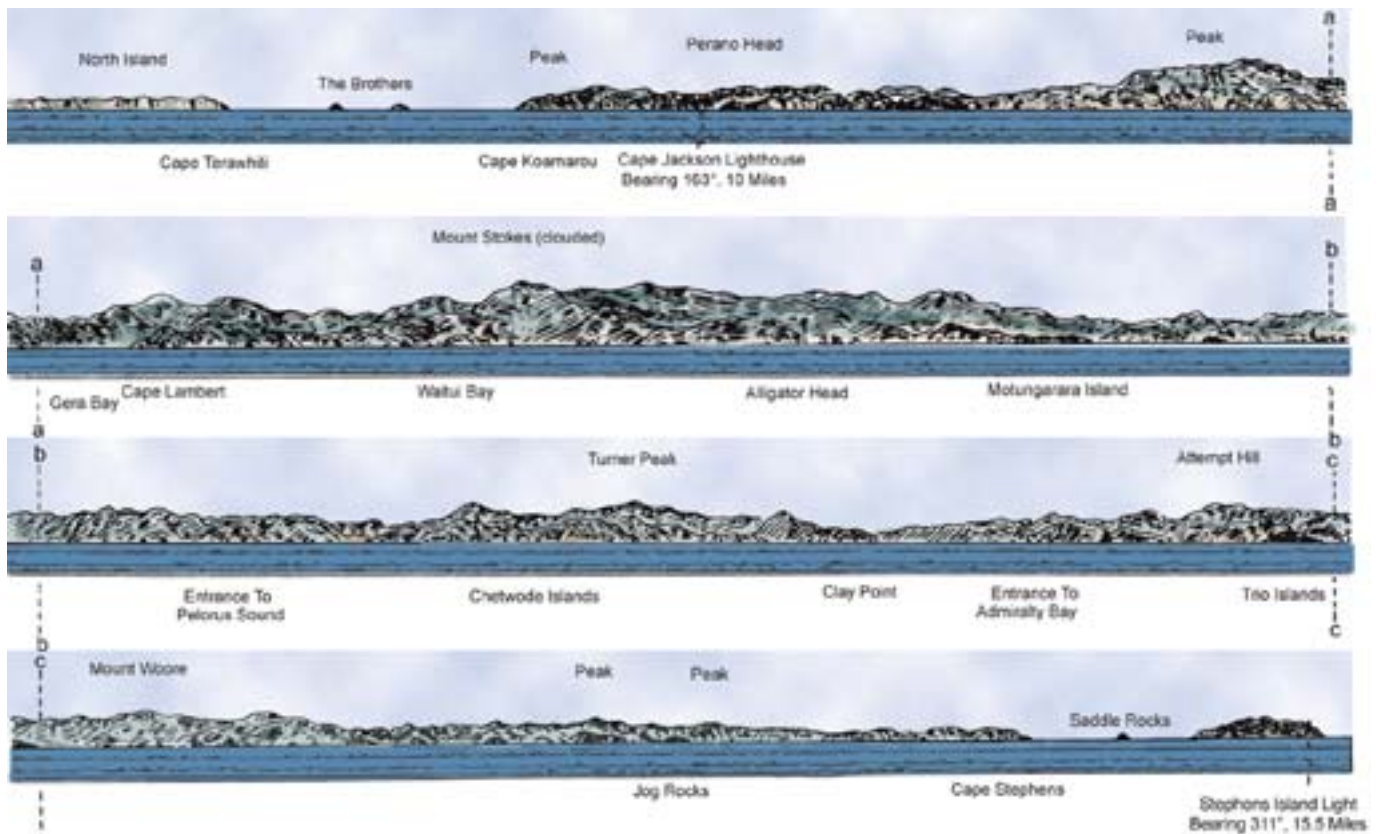 a
Peak
Perano Head
Peak
North Island
The Brothers
Cape Terawhiti
Cape Koamarou
Cape Jackson Lighthouse
Bearing 163°, 10 Miles
a
Mount Stokes (clouded)
a
b
Gera Bay
Cape Lambert
Waitui Bay
Alligator Head
Motungarara Island
a
b
b
c
Turner Peak
Attempt Hill
Entrance To
Pelorus Sound
Chetwode Islands
Clay Point
Entrance To
Admiralty Bay
Trio Islands
b
c
c
Mount Woore
Peak
Peak
Saddle Rocks
Jog Rocks
Cape Stephens
Stephens Island Light
Bearing 311°, 15.5 Miles